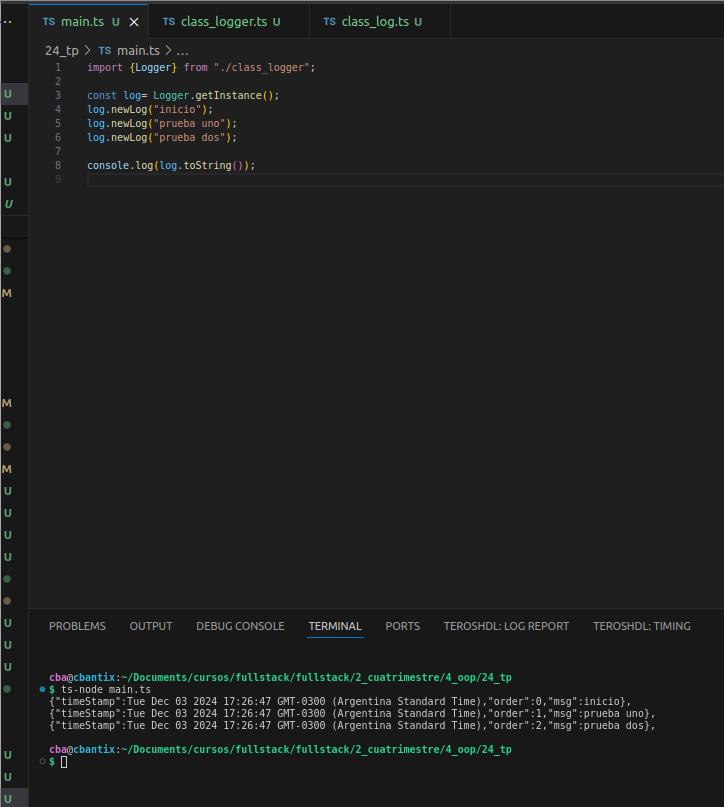 ··
TS main.ts U × TS class_logger.ts U TS class_log.ts U
24_tp > TS main.ts > ...
1 import {Logger} from "./class_logger";
2
3 const log= Logger.getInstance();
4 log.newLog("inicio");
5 log.newLog("prueba uno");
6 log.newLog("prueba dos");
7
8 console.log(log.toString());
9
U
U
U
U
U
M
M
M
U
U
U
U
U
U
U
U
U
U
PROBLEMS OUTPUT DEBUG CONSOLE TERMINAL PORTS TEROSHDL: LOG REPORT TEROSHDL: TIMING
cba@cbantix:~/Documents/cursos/fullstack/fullstack/2_cuatrimestre/4_oop/24_tp
$ ts-node main.ts
{"timeStamp":Tue Dec 03 2024 17:26:47 GMT-0300 (Argentina Standard Time),"order":0,"msg":inicio},
{"timeStamp":Tue Dec 03 2024 17:26:47 GMT-0300 (Argentina Standard Time),"order":1,"msg":prueba uno},
{"timeStamp":Tue Dec 03 2024 17:26:47 GMT-0300 (Argentina Standard Time),"order":2,"msg":prueba dos},
cba@cbantix:~/Documents/cursos/fullstack/fullstack/2_cuatrimestre/4_oop/24_tp
$